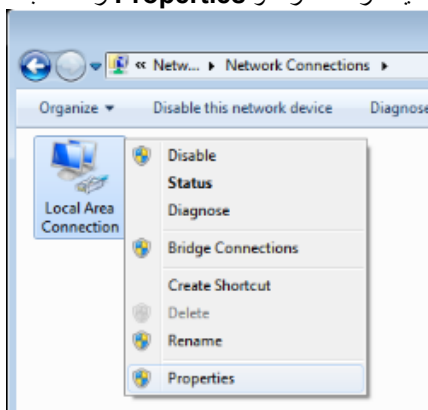 Properties
« Netw... ▸ Network Connections ▸
Organize ▾ Disable this network device Diagnose
Disable
Status
Diagnose
Bridge Connections
Create Shortcut
Delete
Rename
Properties
Local Area
Connection